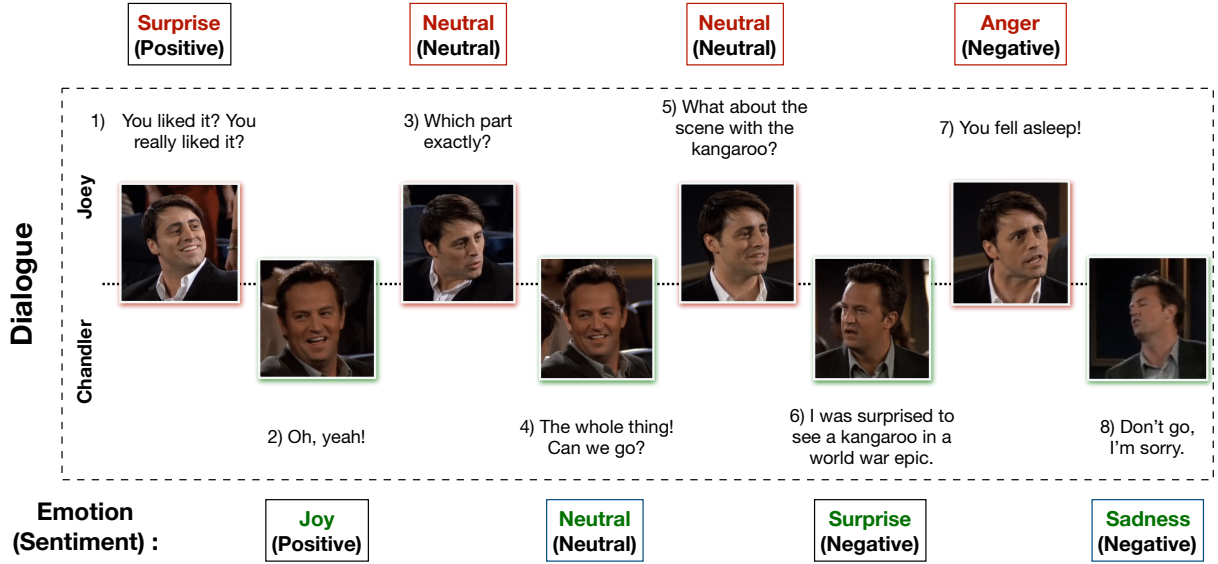 Surprise
(Positive)
Neutral
(Neutral)
Neutral
(Neutral)
Anger
(Negative)
Dialogue
Joey
Chandler
1) You liked it? You
really liked it?
2) Oh, yeah!
3) Which part
exactly?
4) The whole thing!
Can we go?
5) What about the
scene with the
kangaroo?
6) I was surprised to
see a kangaroo in a
world war epic.
7) You fell asleep!
8) Don’t go,
I’m sorry.
Emotion
(Sentiment) :
Joy
(Positive)
Neutral
(Neutral)
Surprise
(Negative)
Sadness
(Negative)